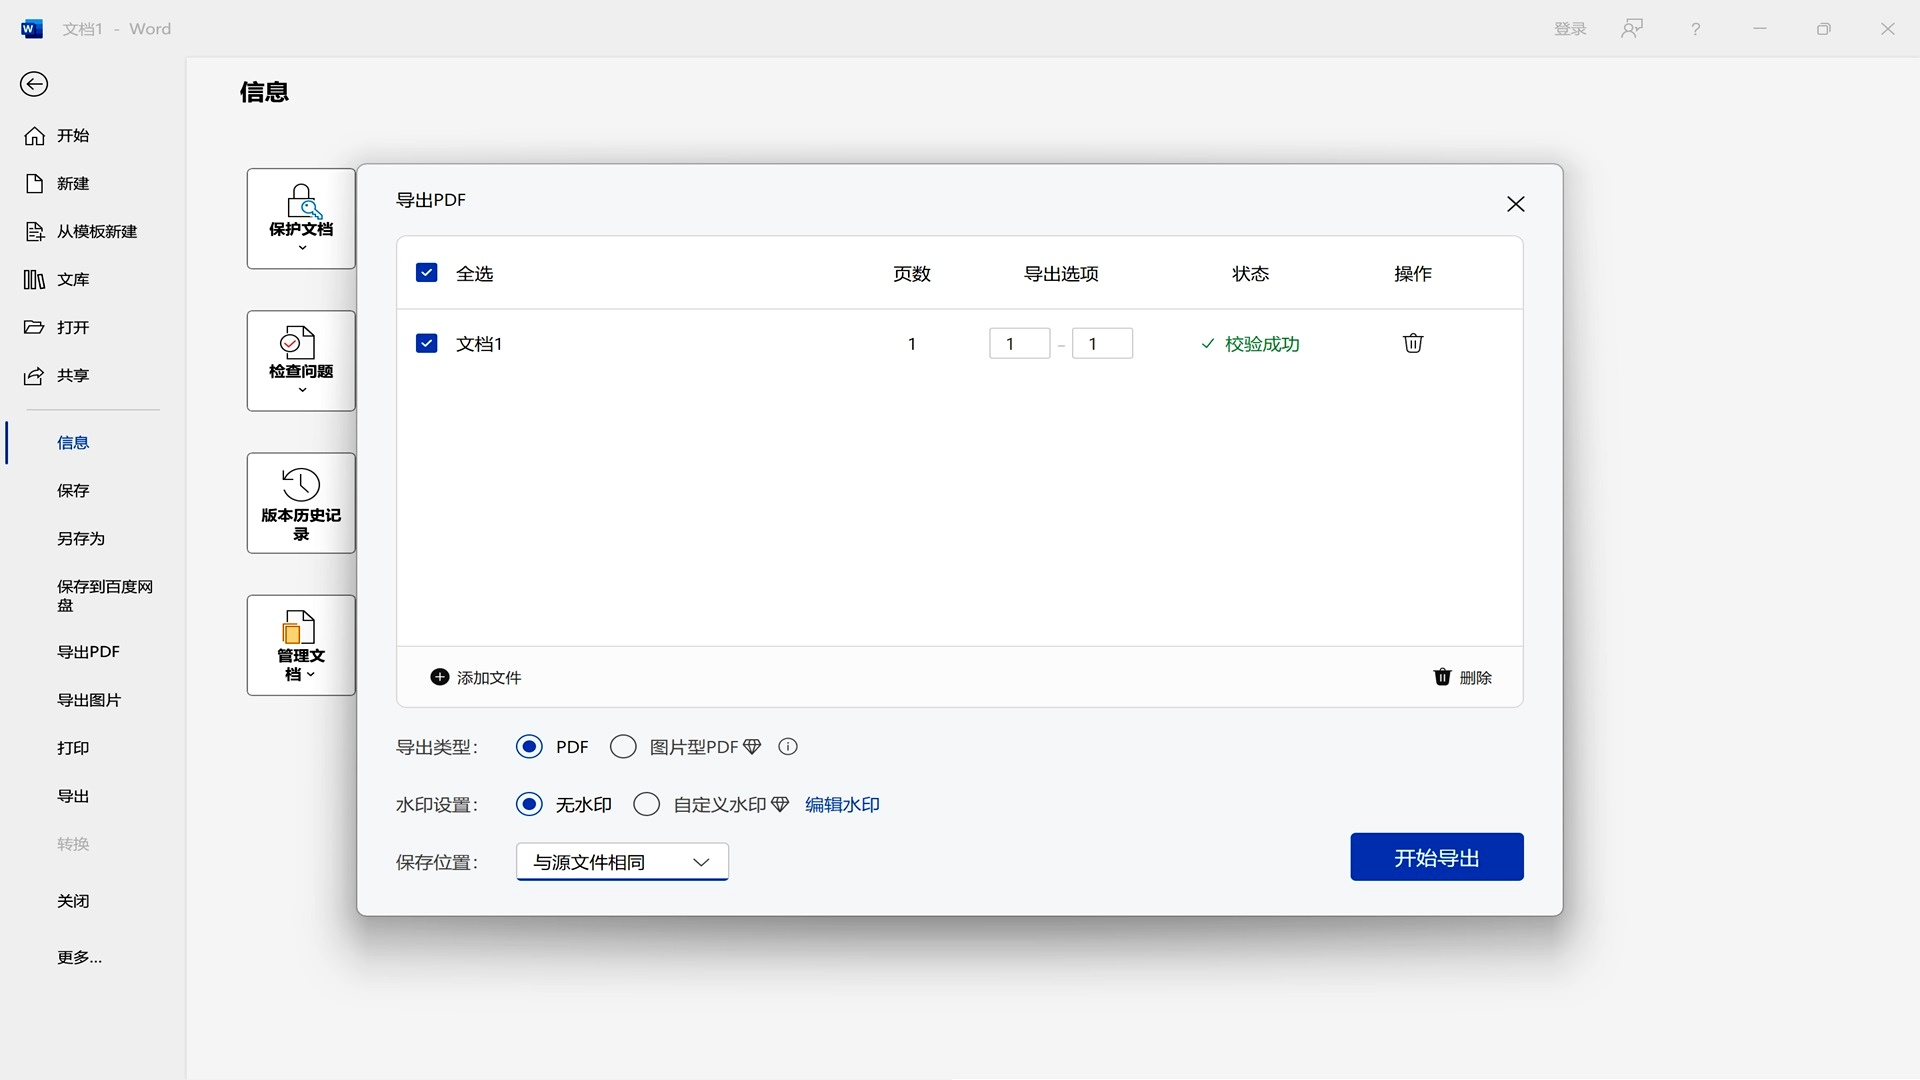 文档1 - Word
登录
?
信息
开始
新建
从模板新建
文库
打开
共享
信息
保存
另存为
保存到百度网
盘
导出PDF
导出图片
打印
导出
转换
关闭
更多...
保护文档
检查问题
版本历史记
录
管理文
档
导出PDF
全选 页数 导出选项 状态 操作
文档1 1 1 - 1 校验成功
添加文件 删除
导出类型: PDF 图片型PDF
水印设置: 无水印 自定义水印 编辑水印
保存位置: 与源文件相同
开始导出